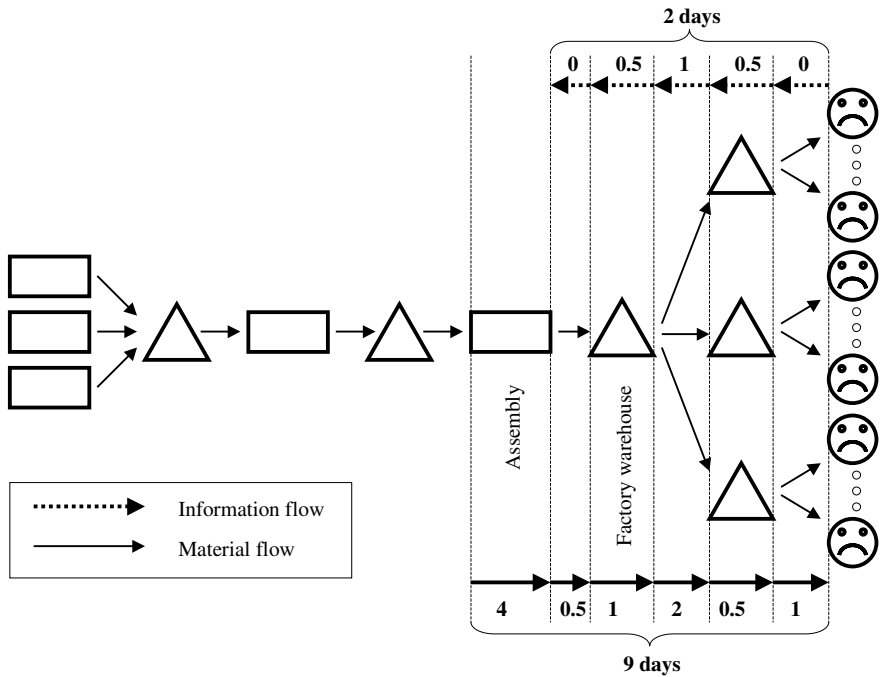 2 days
0 0.5 1 0.5 0
Assembly
Factory warehouse
Information flow
Material flow
4 0.5 1 2 0.5 1
9 days